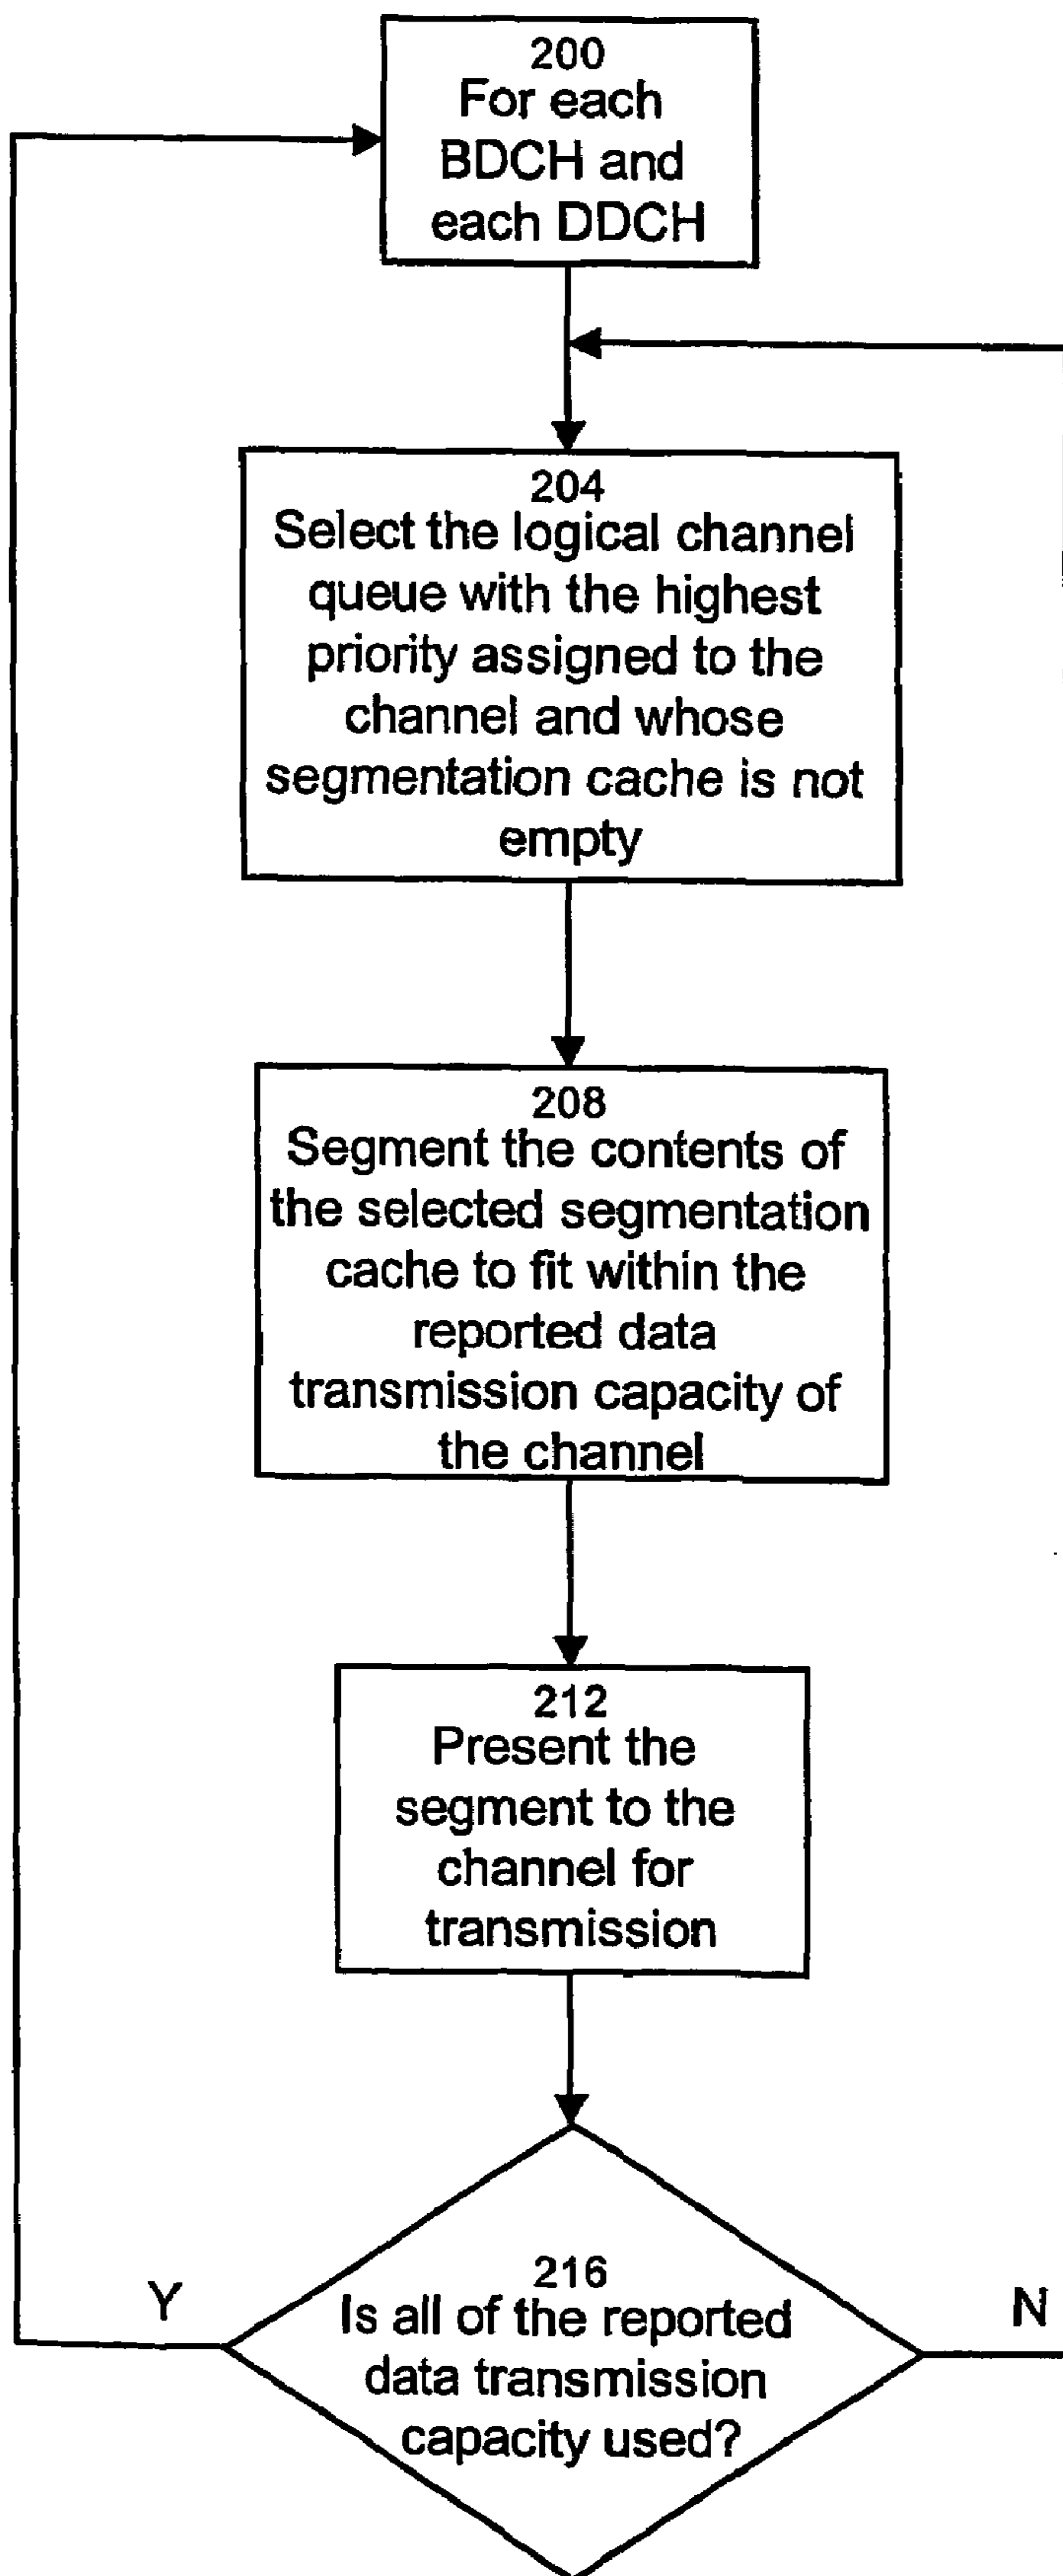 200
For each
BDCH and
each DDCH
204
Select the logical channel
queue with the highest
priority assigned to the
channel and whose
segmentation cache is not
empty
208
Segment the contents of
the selected segmentation
cache to fit within the
reported data
transmission capacity of
the channel
212
Present the
segment to the
channel for
transmission
216
Is all of the reported
data transmission
capacity used?
Y
N